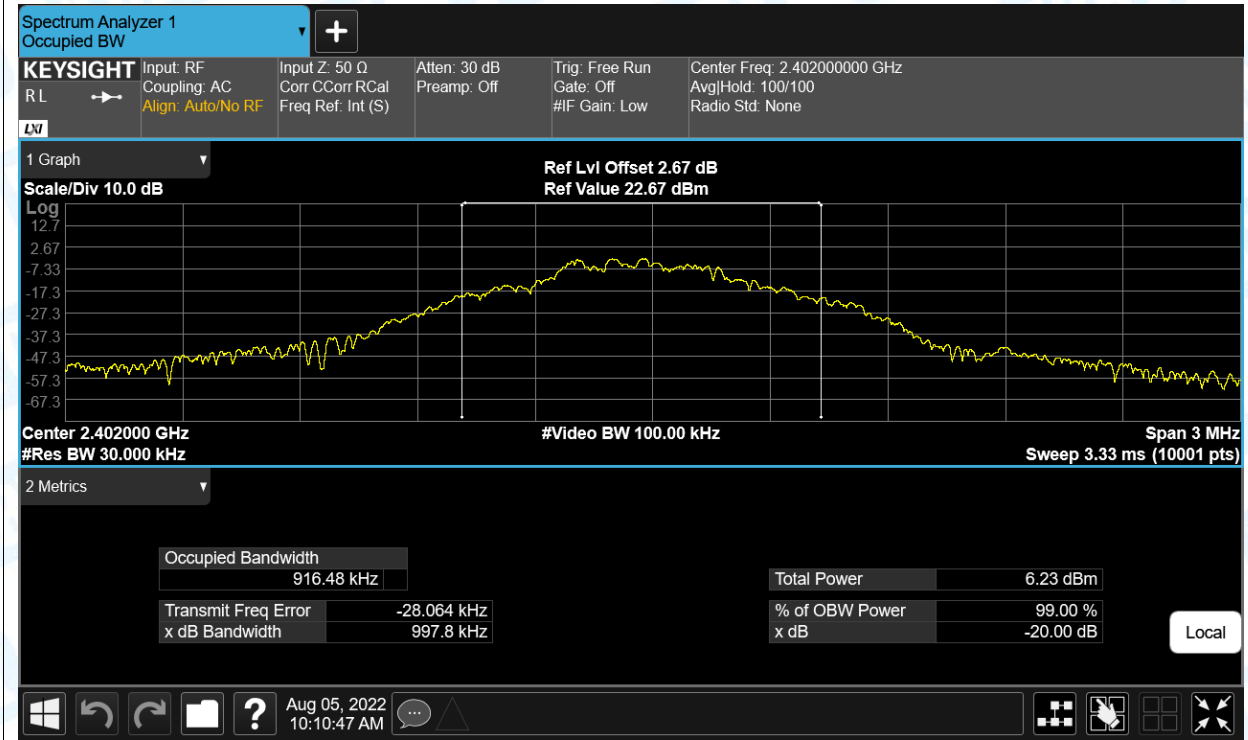 Spectrum Analyzer 1
Occupied BW
KEYSIGHT
R L
LXI
Input: RF
Coupling: AC
Align: Auto/No RF
Input Z: 50 Ω
Corr CCorr RCal
Freq Ref: Int (S)
Atten: 30 dB
Preamp: Off
Trig: Free Run
Gate: Off
#IF Gain: Low
Center Freq: 2.402000000 GHz
Avg|Hold: 100/100
Radio Std: None
1 Graph
Scale/Div 10.0 dB
Ref Lvl Offset 2.67 dB
Ref Value 22.67 dBm
Log
12.7
2.67
-7.33
-17.3
-27.3
-37.3
-47.3
-57.3
-67.3
Center 2.402000 GHz
#Video BW 100.00 kHz
Span 3 MHz
#Res BW 30.000 kHz
Sweep 3.33 ms (10001 pts)
2 Metrics
Occupied Bandwidth
916.48 kHz
Total Power 6.23 dBm
Transmit Freq Error -28.064 kHz
% of OBW Power 99.00 %
x dB Bandwidth 997.8 kHz
x dB -20.00 dB
Local
?
Aug 05, 2022
10:10:47 AM